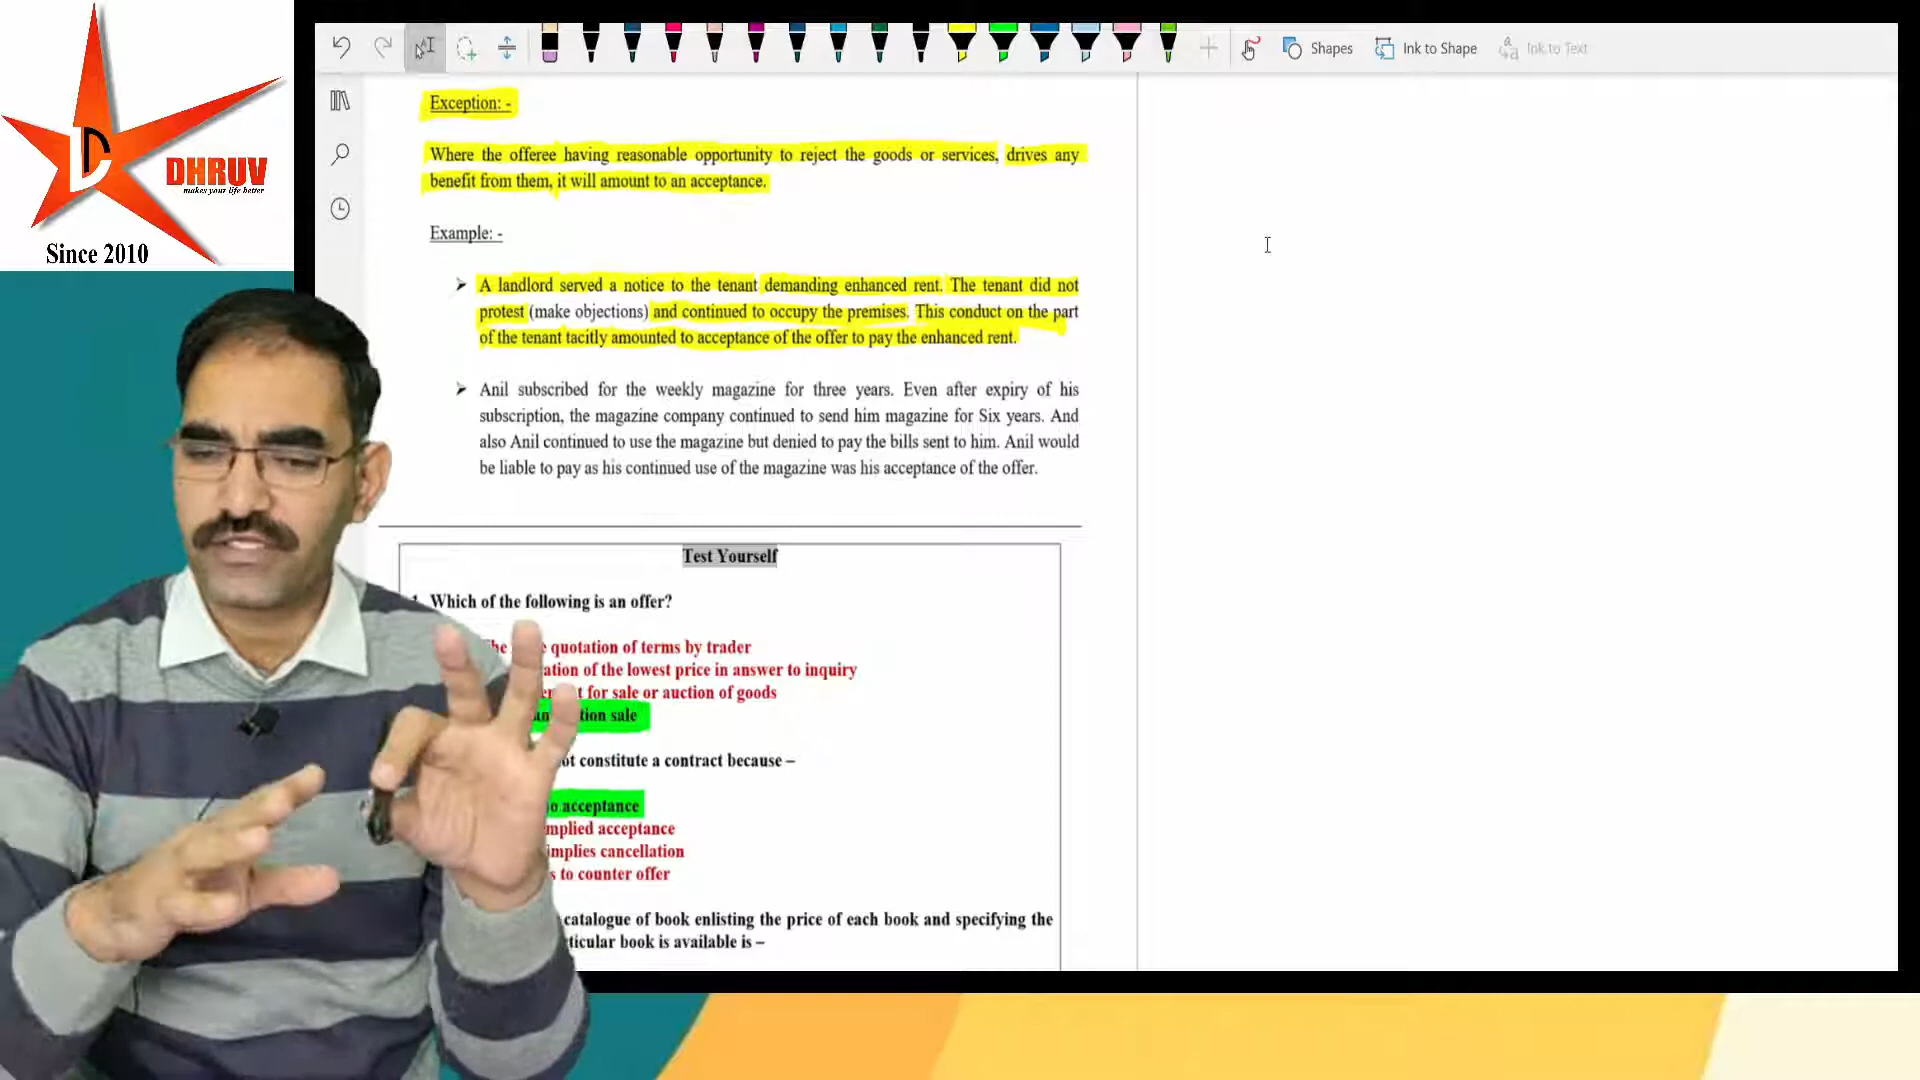 DC
DHRUV
makes your life better
Since 2010
Shapes
Ink to Shape
Ink to Text
Exception: -
Where the offeree having reasonable opportunity to reject the goods or services, drives any
benefit from them, it will amount to an acceptance.
Example: -
➢ A landlord served a notice to the tenant demanding enhanced rent. The tenant did not
protest (make objections) and continued to occupy the premises. This conduct on the part
of the tenant tacitly amounted to acceptance of the offer to pay the enhanced rent.
➢ Anil subscribed for the weekly magazine for three years. Even after expiry of his
subscription, the magazine company continued to send him magazine for Six years. And
also Anil continued to use the magazine but denied to pay the bills sent to him. Anil would
be liable to pay as his continued use of the magazine was his acceptance of the offer.
Test Yourself
Which of the following is an offer?
quotation of terms by trader
of the lowest price in answer to inquiry
for sale or auction of goods
sale
constitute a contract because –
acceptance
acceptance
implies cancellation
to counter offer
catalogue of book enlisting the price of each book and specifying the
book is available is –